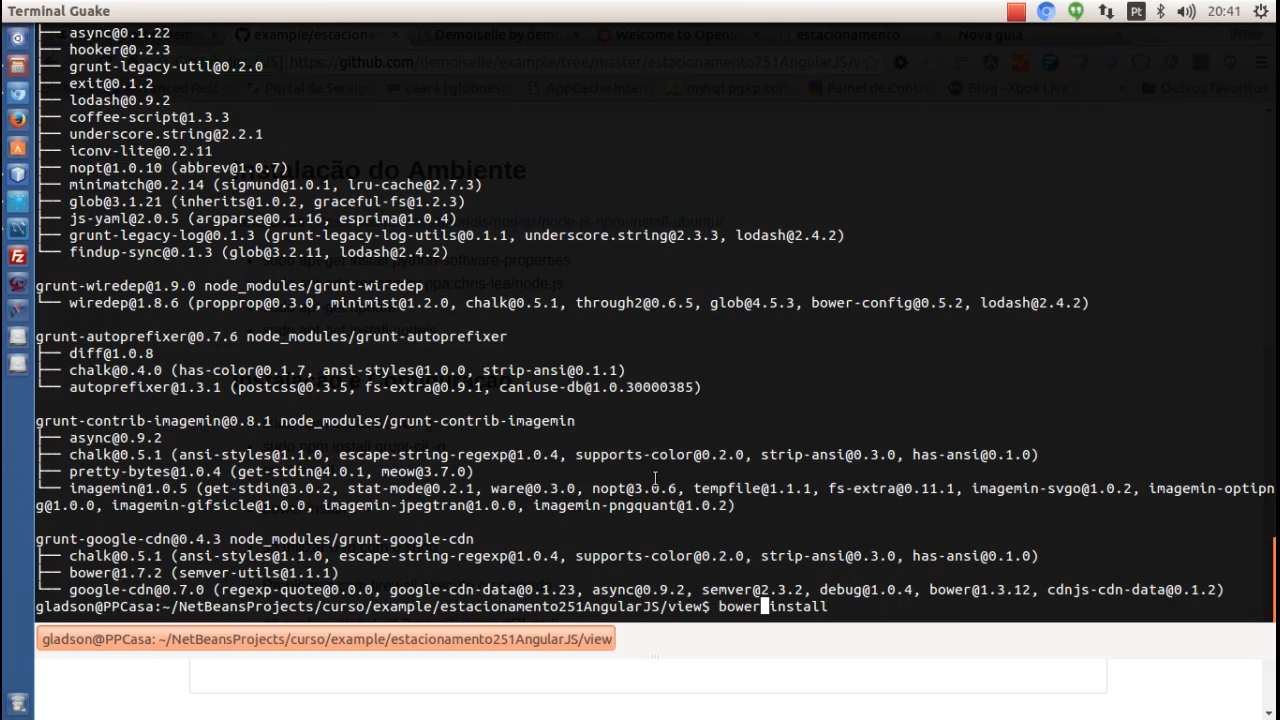 Terminal Guake
Pt
20:41
├── async@0.1.22
├── hooker@0.2.3
├── grunt-legacy-util@0.2.0
├── exit@0.1.2
├── lodash@0.9.2
├── coffee-script@1.3.3
├── underscore.string@2.2.1
├── iconv-lite@0.2.11
├── nopt@1.0.10 (abbrev@1.0.7)
├── minimatch@0.2.14 (sigmund@1.0.1, lru-cache@2.7.3)
├── glob@3.1.21 (inherits@1.0.2, graceful-fs@1.2.3)
├── js-yaml@2.0.5 (argparse@0.1.16, esprima@1.0.4)
├── grunt-legacy-log@0.1.3 (grunt-legacy-log-utils@0.1.1, underscore.string@2.3.3, lodash@2.4.2)
└── findup-sync@0.1.3 (glob@3.2.11, lodash@2.4.2)
grunt-wiredep@1.9.0 node_modules/grunt-wiredep
└── wiredep@1.8.6 (propprop@0.3.0, minimist@1.2.0, chalk@0.5.1, through2@0.6.5, glob@4.5.3, bower-config@0.5.2, lodash@2.4.2)
grunt-autoprefixer@0.7.6 node_modules/grunt-autoprefixer
├── diff@1.0.8
├── chalk@0.4.0 (has-color@0.1.7, ansi-styles@1.0.0, strip-ansi@0.1.1)
└── autoprefixer@1.3.1 (postcss@0.3.5, fs-extra@0.9.1, caniuse-db@1.0.30000385)
grunt-contrib-imagemin@0.8.1 node_modules/grunt-contrib-imagemin
├── async@0.9.2
├── chalk@0.5.1 (ansi-styles@1.1.0, escape-string-regexp@1.0.4, supports-color@0.2.0, strip-ansi@0.3.0, has-ansi@0.1.0)
├── pretty-bytes@1.0.4 (get-stdin@4.0.1, meow@3.7.0)
└── imagemin@1.0.5 (get-stdin@3.0.2, stat-mode@0.2.1, ware@0.3.0, nopt@3.0.6, tempfile@1.1.1, fs-extra@0.11.1, imagemin-svgo@1.0.2, imagemin-optipn
g@1.0.0, imagemin-gifsicle@1.0.0, imagemin-jpegtran@1.0.0, imagemin-pngquant@1.0.2)
grunt-google-cdn@0.4.3 node_modules/grunt-google-cdn
├── chalk@0.5.1 (ansi-styles@1.1.0, escape-string-regexp@1.0.4, supports-color@0.2.0, strip-ansi@0.3.0, has-ansi@0.1.0)
├── bower@1.7.2 (semver-utils@1.1.1)
└── google-cdn@0.7.0 (regexp-quote@0.0.0, google-cdn-data@0.1.23, async@0.9.2, semver@2.3.2, debug@1.0.4, bower@1.3.12, cdnjs-cdn-data@0.1.2)
gladson@PPCasa:~/NetBeansProjects/curso/example/estacionamento251AngularJS/view$ bower install
gladson@PPCasa: ~/NetBeansProjects/curso/example/estacionamento251AngularJS/view